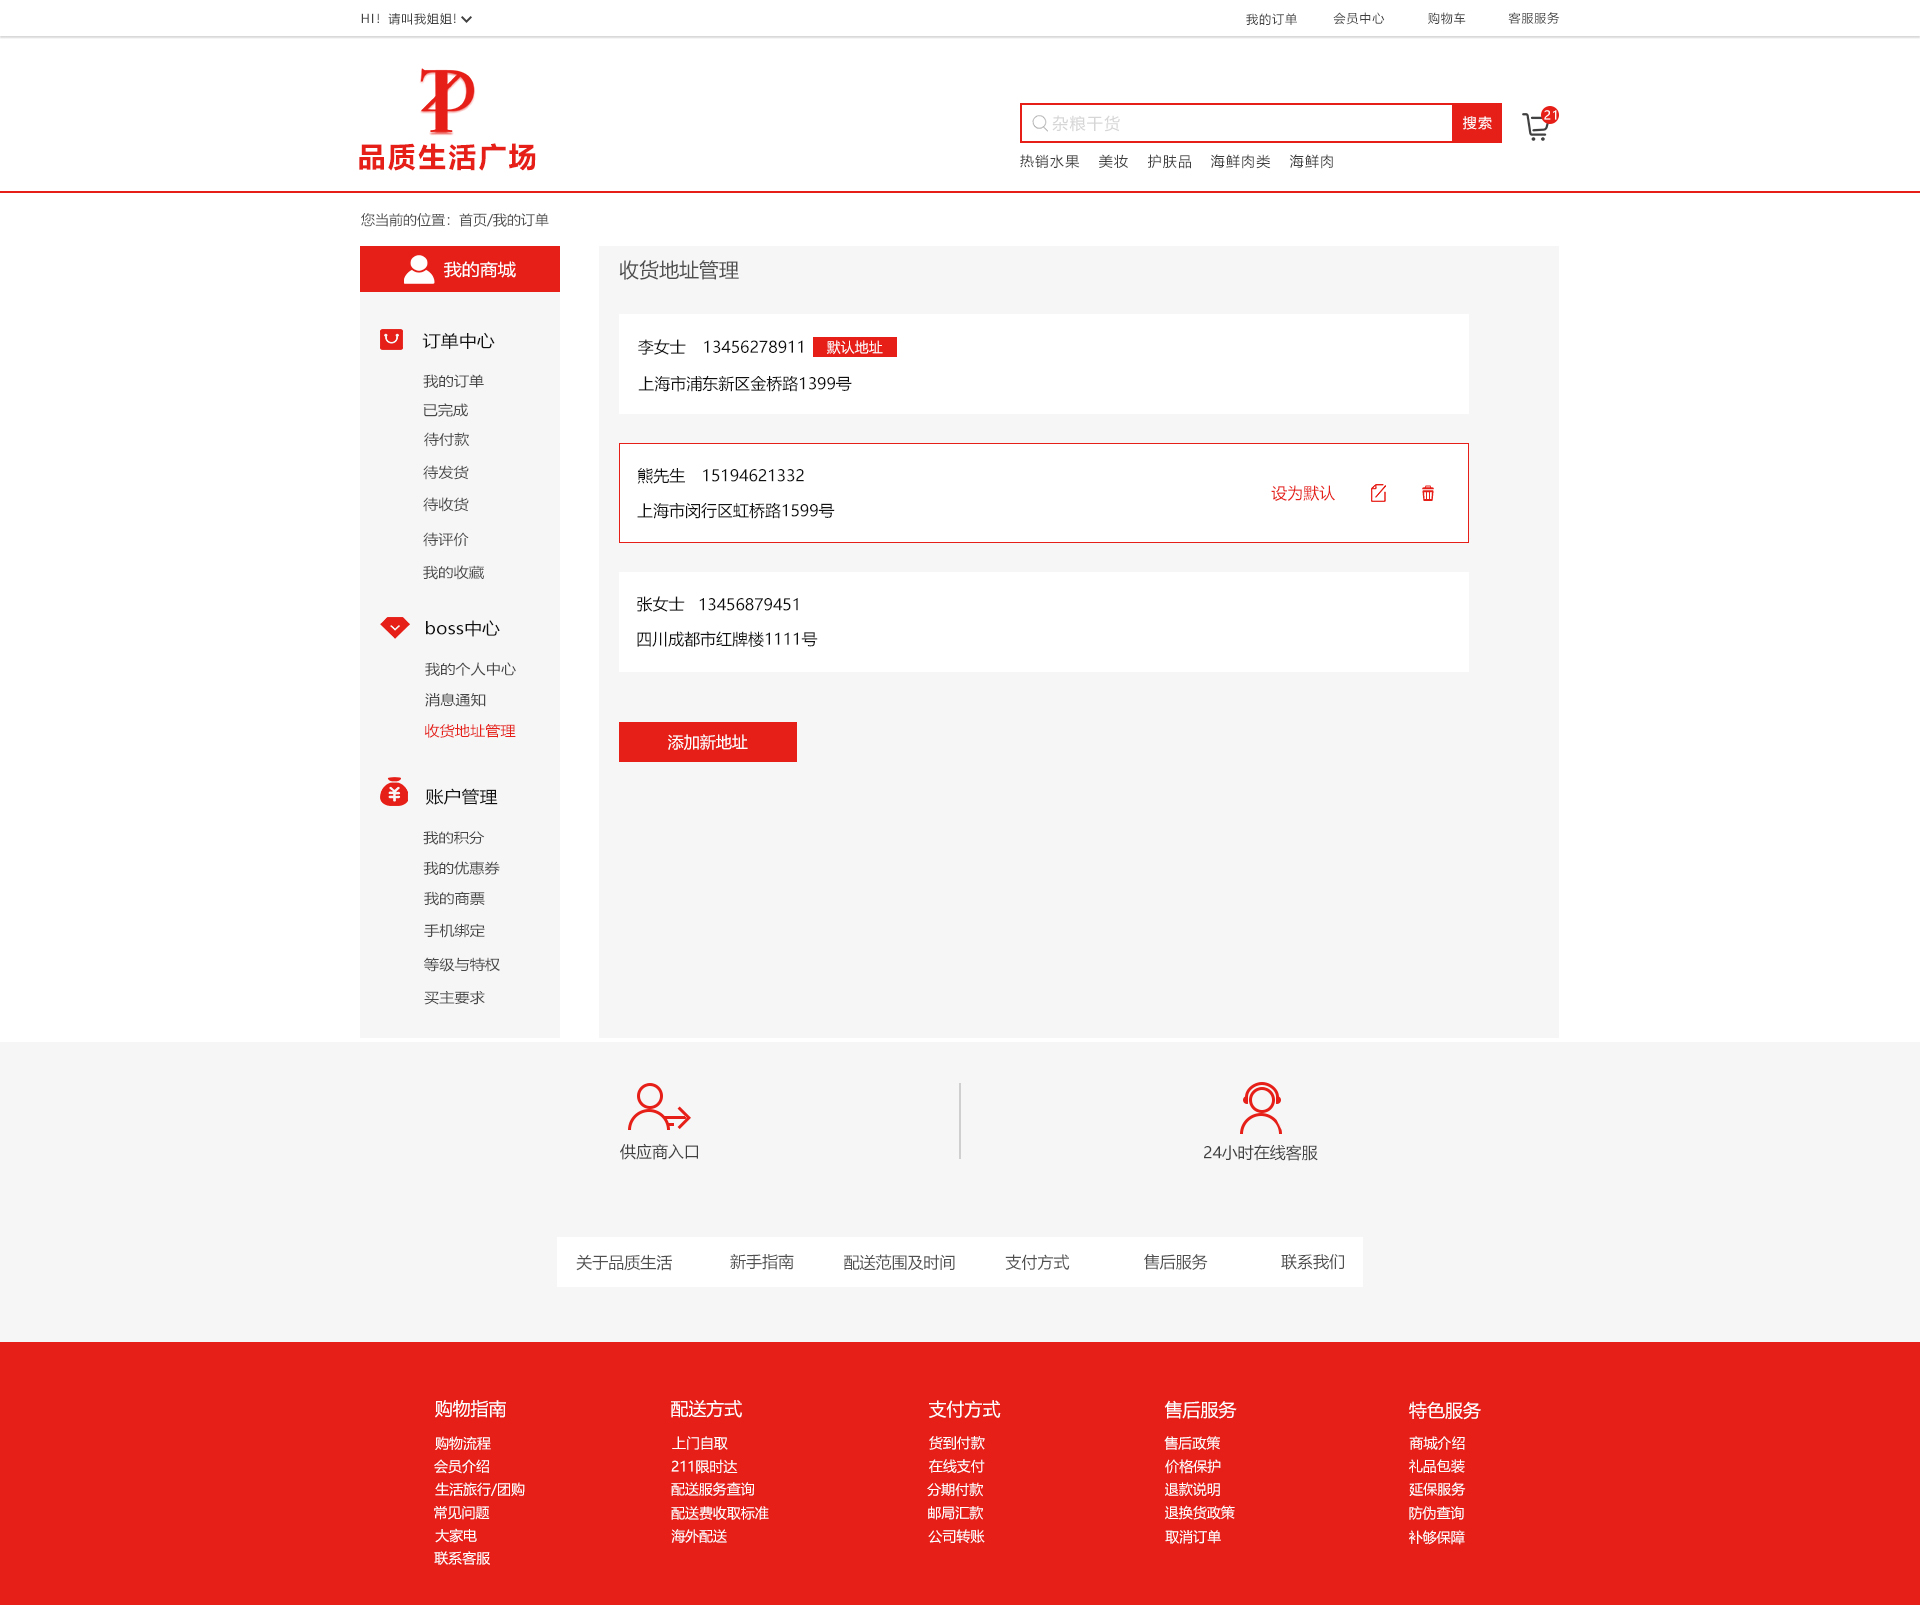 HI！请叫我姐姐!
我的订单 会员中心 购物车 客服服务
品质生活广场
杂粮干货 搜索 21
热销水果 美妆 护肤品 海鲜肉类 海鲜肉
您当前的位置：首页/我的订单
我的商城
订单中心
我的订单
已完成
待付款
待发货
待收货
待评价
我的收藏
boss中心
我的个人中心
消息通知
收货地址管理
账户管理
我的积分
我的优惠券
我的商票
手机绑定
等级与特权
买主要求
收货地址管理
李女士 13456278911 默认地址
上海市浦东新区金桥路1399号
熊先生 15194621332
上海市闵行区虹桥路1599号
设为默认
张女士 13456879451
四川成都市红牌楼1111号
添加新地址
供应商入口
24小时在线客服
关于品质生活 新手指南 配送范围及时间 支付方式 售后服务 联系我们
购物指南
购物流程
会员介绍
生活旅行/团购
常见问题
大家电
联系客服
配送方式
上门自取
211限时达
配送服务查询
配送费收取标准
海外配送
支付方式
货到付款
在线支付
分期付款
邮局汇款
公司转账
售后服务
售后政策
价格保护
退款说明
退换货政策
取消订单
特色服务
商城介绍
礼品包装
延保服务
防伪查询
补够保障